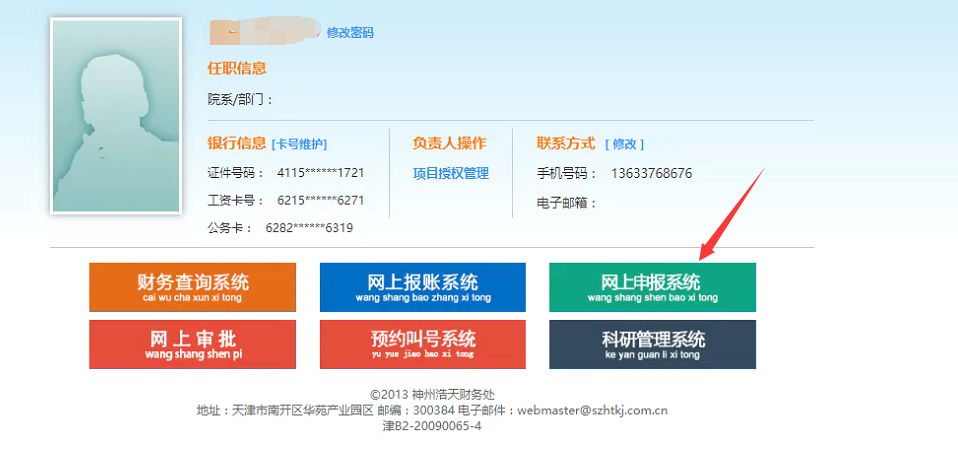 修改密码
任职信息
院系/部门：
银行信息 [卡号维护]
证件号码： 4115******1721
工资卡号： 6215******6271
公务卡： 6282******6319
负责人操作
项目授权管理
联系方式 [ 修改 ]
手机号码： 13633768676
电子邮箱：
财务查询系统
cai wu cha xun xi tong
网上报账系统
wang shang bao zhang xi tong
网上申报系统
wang shang shen bao xi tong
网 上 审 批
wang shang shen pi
预约叫号系统
yu yue jiao hao xi tong
科研管理系统
ke yan guan li xi tong
©2013 神州浩天财务处
地址：天津市南开区华苑产业园区 邮编：300384 电子邮件：webmaster@szhtkj.com.cn
津B2-20090065-4